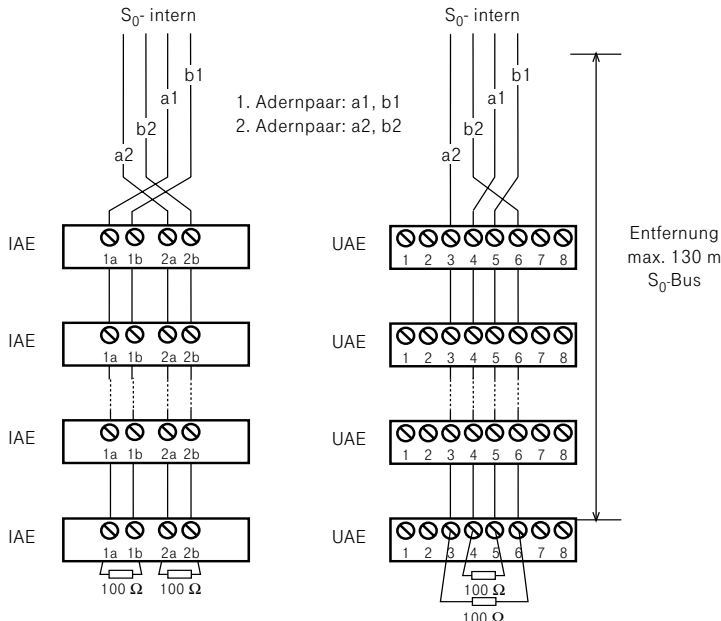 S₀- intern
S₀- intern
a2
b2
a1
b1
a2
b2
a1
b1
1. Adernpaar: a1, b1
2. Adernpaar: a2, b2
IAE
1a 1b 2a 2b
UAE
1 2 3 4 5 6 7 8
Entfernung
max. 130 m
S₀-Bus
IAE
1a 1b 2a 2b
UAE
1 2 3 4 5 6 7 8
IAE
1a 1b 2a 2b
UAE
1 2 3 4 5 6 7 8
IAE
1a 1b 2a 2b
100 Ω 100 Ω
UAE
1 2 3 4 5 6 7 8
100 Ω
100 Ω